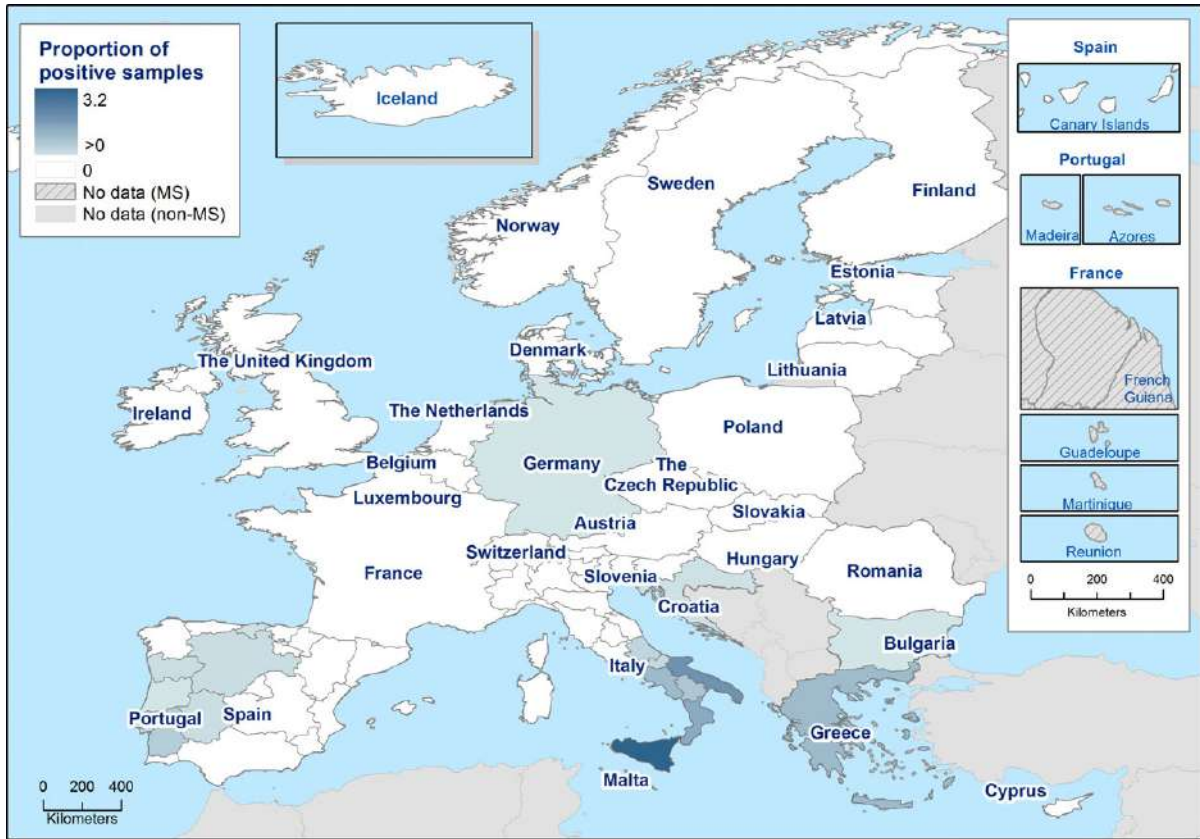 Proportion of
positive samples
3.2
>0
0
No data (MS)
No data (non-MS)
Iceland
Spain
Canary Islands
Portugal
Madeira
Azores
France
French
Guiana
Guadeloupe
Martinique
Reunion
0 200 400
Kilometers
Sweden
Finland
Norway
Estonia
Latvia
Denmark
Lithuania
The United Kingdom
Ireland
The Netherlands
Poland
Belgium
Germany
The
Czech Republic
Luxembourg
Slovakia
Austria
Switzerland
Hungary
France
Slovenia
Romania
Croatia
Bulgaria
Italy
Portugal
Spain
Greece
Malta
Cyprus
0 200 400
Kilometers